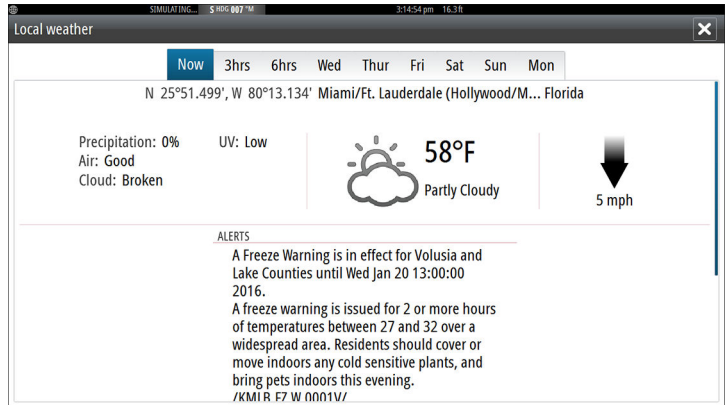 SIMULATING... S HDG 007 °M 3:14:54 pm 16.3 ft
Local weather
Now 3hrs 6hrs Wed Thur Fri Sat Sun Mon
N 25°51.499', W 80°13.134' Miami/Ft. Lauderdale (Hollywood/M... Florida
Precipitation: 0% UV: Low
Air: Good
Cloud: Broken
58°F
Partly Cloudy
5 mph
ALERTS
A Freeze Warning is in effect for Volusia and
Lake Counties until Wed Jan 20 13:00:00
2016.
A freeze warning is issued for 2 or more hours
of temperatures between 27 and 32 over a
widespread area. Residents should cover or
move indoors any cold sensitive plants, and
bring pets indoors this evening.
/KMLB.FZ.W.0001V/